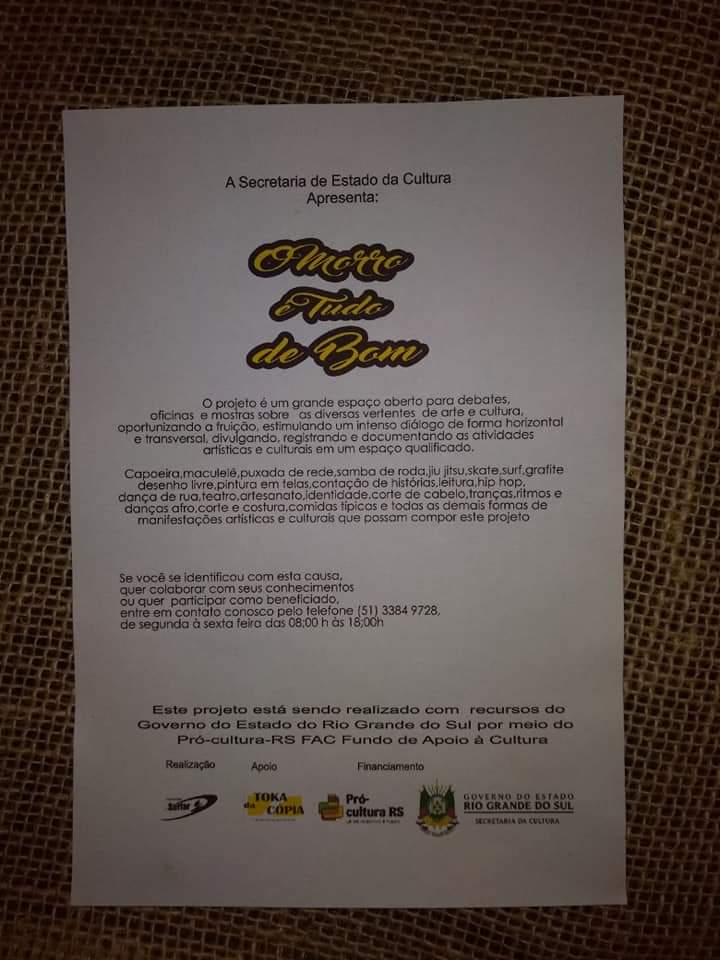 A Secretaria de Estado da Cultura
Apresenta:
O Morro
é Tudo
de Bom
O projeto é um grande espaço aberto para debates,
oficinas e mostras sobre as diversas vertentes de arte e cultura,
oportunizando a fruição, estimulando um intenso diálogo de forma horizontal
e transversal, divulgando, registrando e documentando as atividades
artísticas e culturais em um espaço qualificado.
Capoeira,maculelê,puxada de rede,samba de roda,jiu jitsu,skate,surf,grafite
desenho livre,pintura em telas,contação de histórias,leitura,hip hop,
dança de rua,teatro,artesanato,identidade,corte de cabelo,tranças,ritmos e
danças afro,corte e costura,comidas típicas e todas as demais formas de
manifestações artísticas e culturais que possam compor este projeto
Se você se identificou com esta causa,
quer colaborar com seus conhecimentos
ou quer participar como beneficiado,
entre em contato conosco pelo telefone (51) 3384 9728,
de segunda à sexta feira das 08;00 h às 18;00h
Este projeto está sendo realizado com recursos do
Governo do Estado do Rio Grande do Sul por meio do
Pró-cultura-RS FAC Fundo de Apoio à Cultura
Realização Apoio Financiamento
TOKA
da CÓPIA
Pró-
cultura RS
GOVERNO DO ESTADO
RIO GRANDE DO SUL
SECRETARIA DA CULTURA